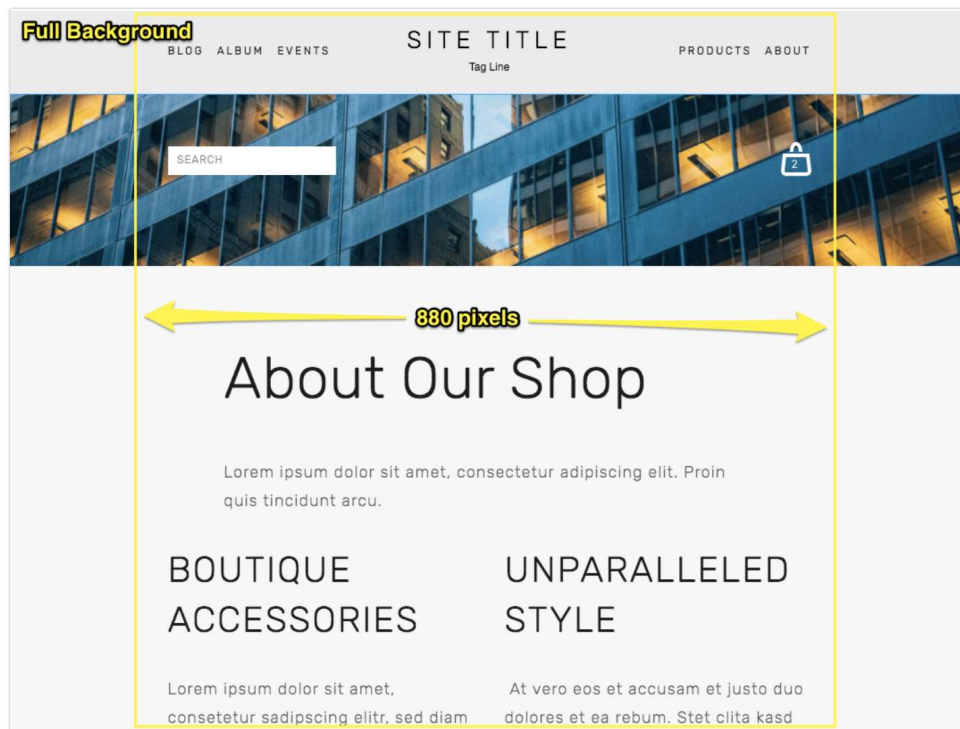 Full Background
BLOG ALBUM EVENTS
SITE TITLE
Tag Line
PRODUCTS ABOUT
SEARCH
2
880 pixels
About Our Shop
Lorem ipsum dolor sit amet, consectetur adipiscing elit. Proin
quis tincidunt arcu.
BOUTIQUE
ACCESSORIES
Lorem ipsum dolor sit amet,
consetetur sadipscing elitr, sed diam
UNPARALLELED
STYLE
At vero eos et accusam et justo duo
dolores et ea rebum. Stet clita kasd